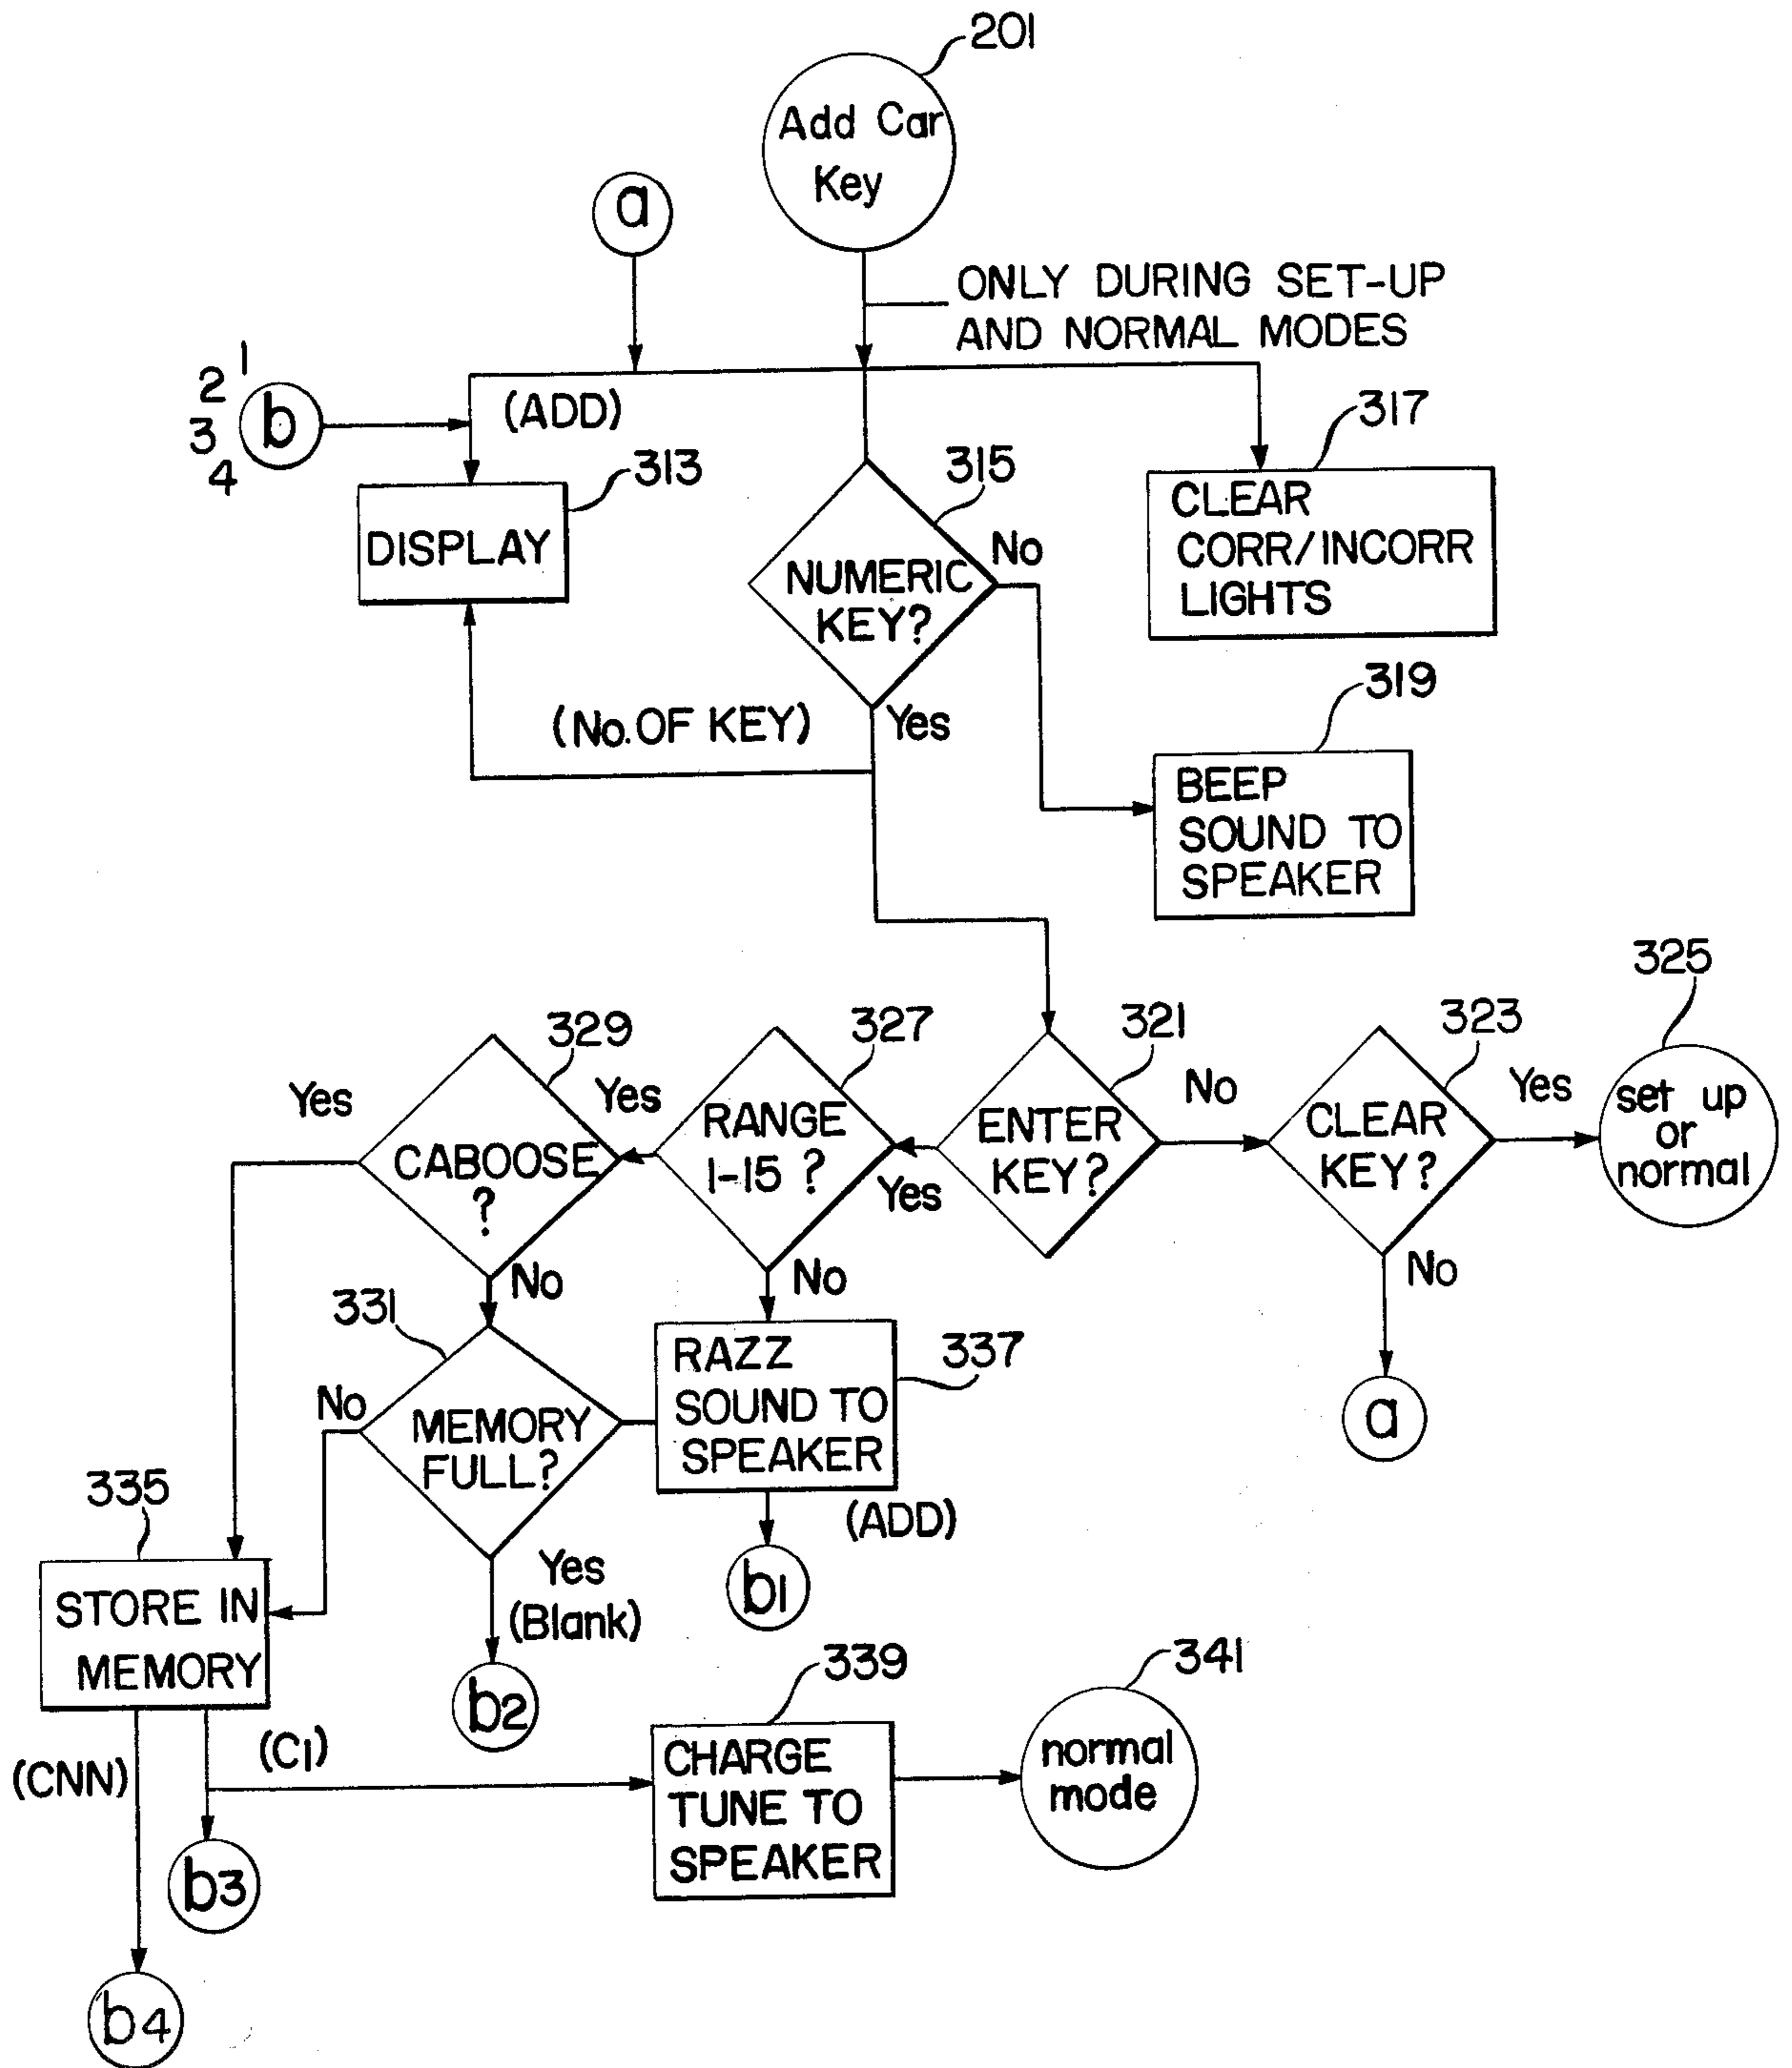 201
Add Car
Key
a
ONLY DURING SET-UP
AND NORMAL MODES
1
2
3
4
b
(ADD)
313
DISPLAY
315
NUMERIC
KEY?
No
Yes
317
CLEAR
CORR/INCORR
LIGHTS
(No. OF KEY)
319
BEEP
SOUND TO
SPEAKER
329
Yes
CABOOSE
?
No
327
Yes
RANGE
1-15 ?
No
321
ENTER
KEY?
Yes
No
323
CLEAR
KEY?
Yes
No
325
set up
or
normal
a
331
No
MEMORY
FULL?
Yes
(Blank)
b2
337
RAZZ
SOUND TO
SPEAKER
(ADD)
b1
335
STORE IN
MEMORY
(CNN)
(C1)
b3
b4
339
CHARGE
TUNE TO
SPEAKER
341
normal
mode